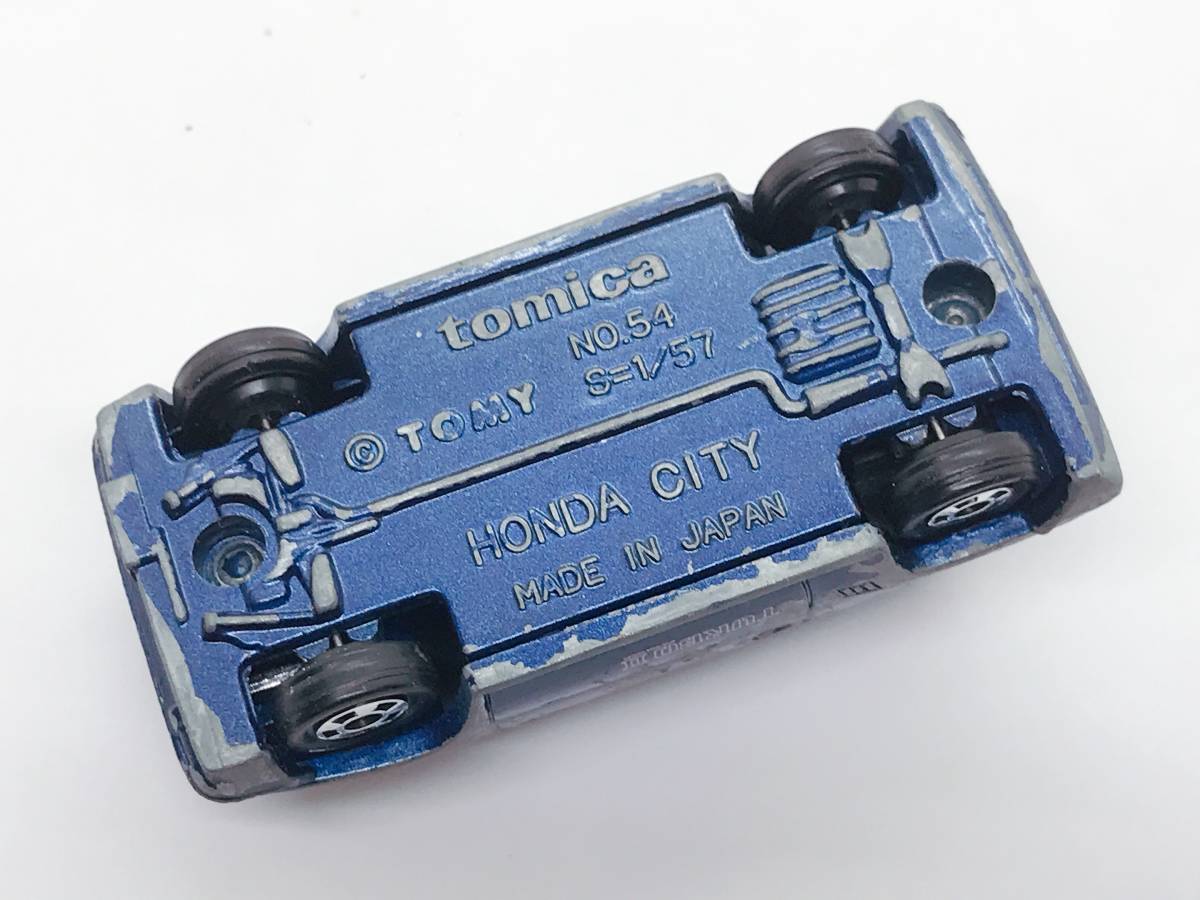 tomica
NO.54
S=1/57
© TOMY
HONDA CITY
MADE IN JAPAN